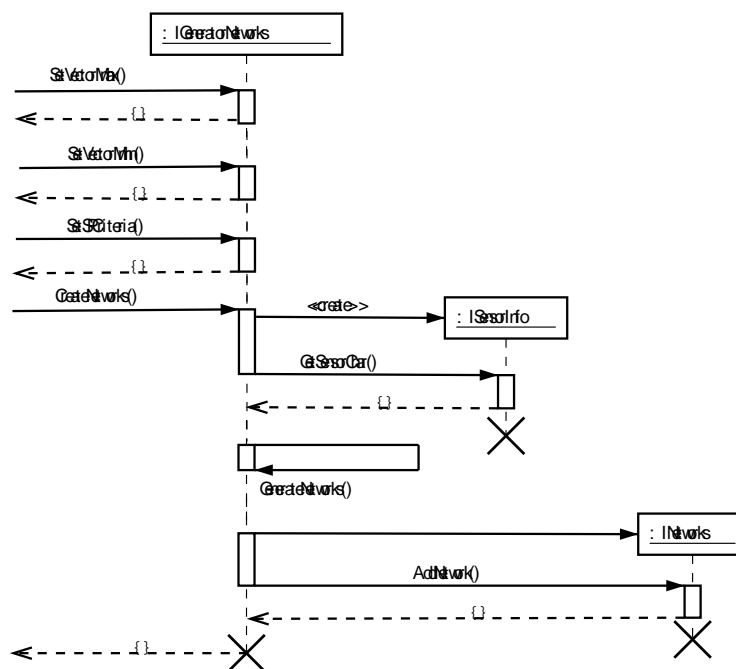 : IGeneratorNetworks
SetVectorMax()
{ }
SetVectorMin()
{ }
SetSPCriteria()
{ }
CreateNetworks()
<<create>>
: ISensorInfo
GetSensorChar()
{ }
GenerateNetworks()
: INetworks
AddNetwork()
{ }
{ }